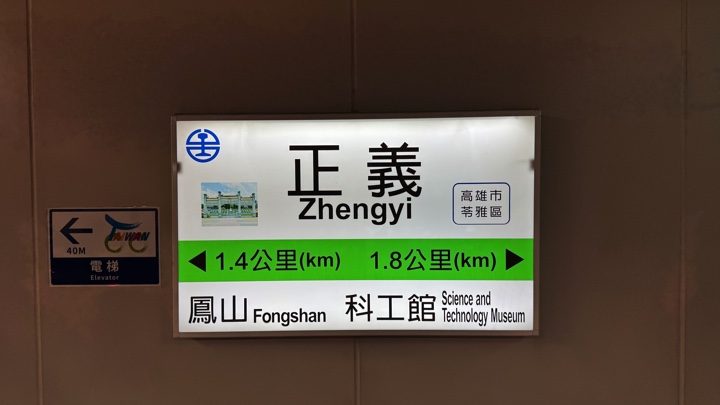 正義
Zhengyi
高雄市
苓雅區
◀ 1.4公里(km) 1.8公里(km) ▶
鳳山 Fongshan 科工館 Science and
Technology Museum
← 40M
TAIWAN
電梯
Elevator